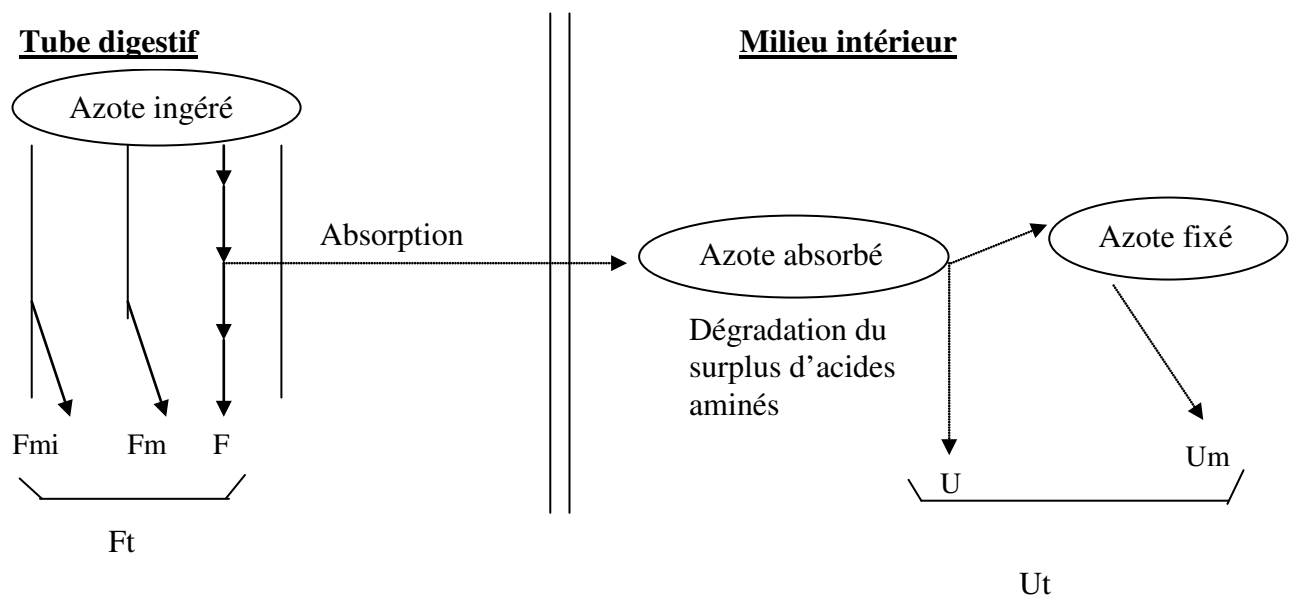 Tube digestif
Milieu intérieur
Azote ingéré
Absorption
Azote absorbé
Azote fixé
Dégradation du
surplus d'acides
aminés
Fmi Fm F
U
Um
Ft
Ut